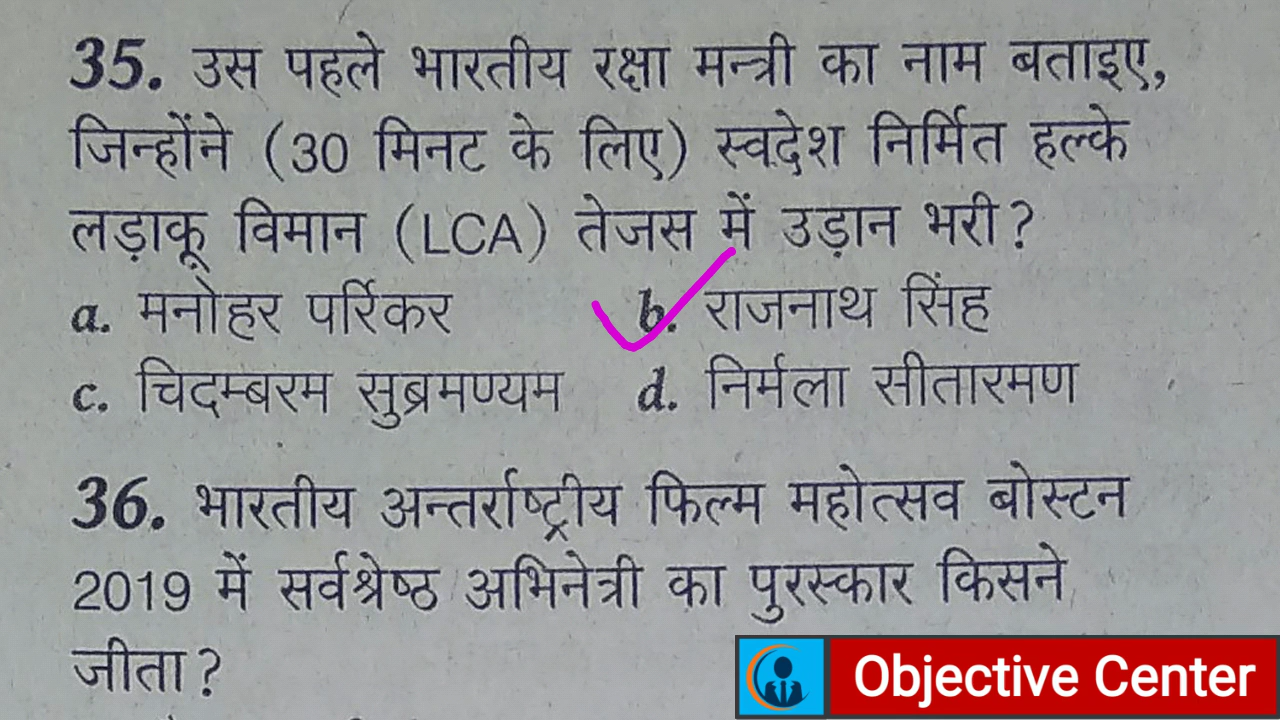 35. उस पहले भारतीय रक्षा मन्त्री का नाम बताइए,
जिन्होंने (30 मिनट के लिए) स्वदेश निर्मित हल्के
लड़ाकू विमान (LCA) तेजस में उड़ान भरी?
a. मनोहर पर्रिकर b. राजनाथ सिंह
c. चिदम्बरम सुब्रमण्यम d. निर्मला सीतारमण
36. भारतीय अन्तर्राष्ट्रीय फिल्म महोत्सव बोस्टन
2019 में सर्वश्रेष्ठ अभिनेत्री का पुरस्कार किसने
जीता?
Objective Center